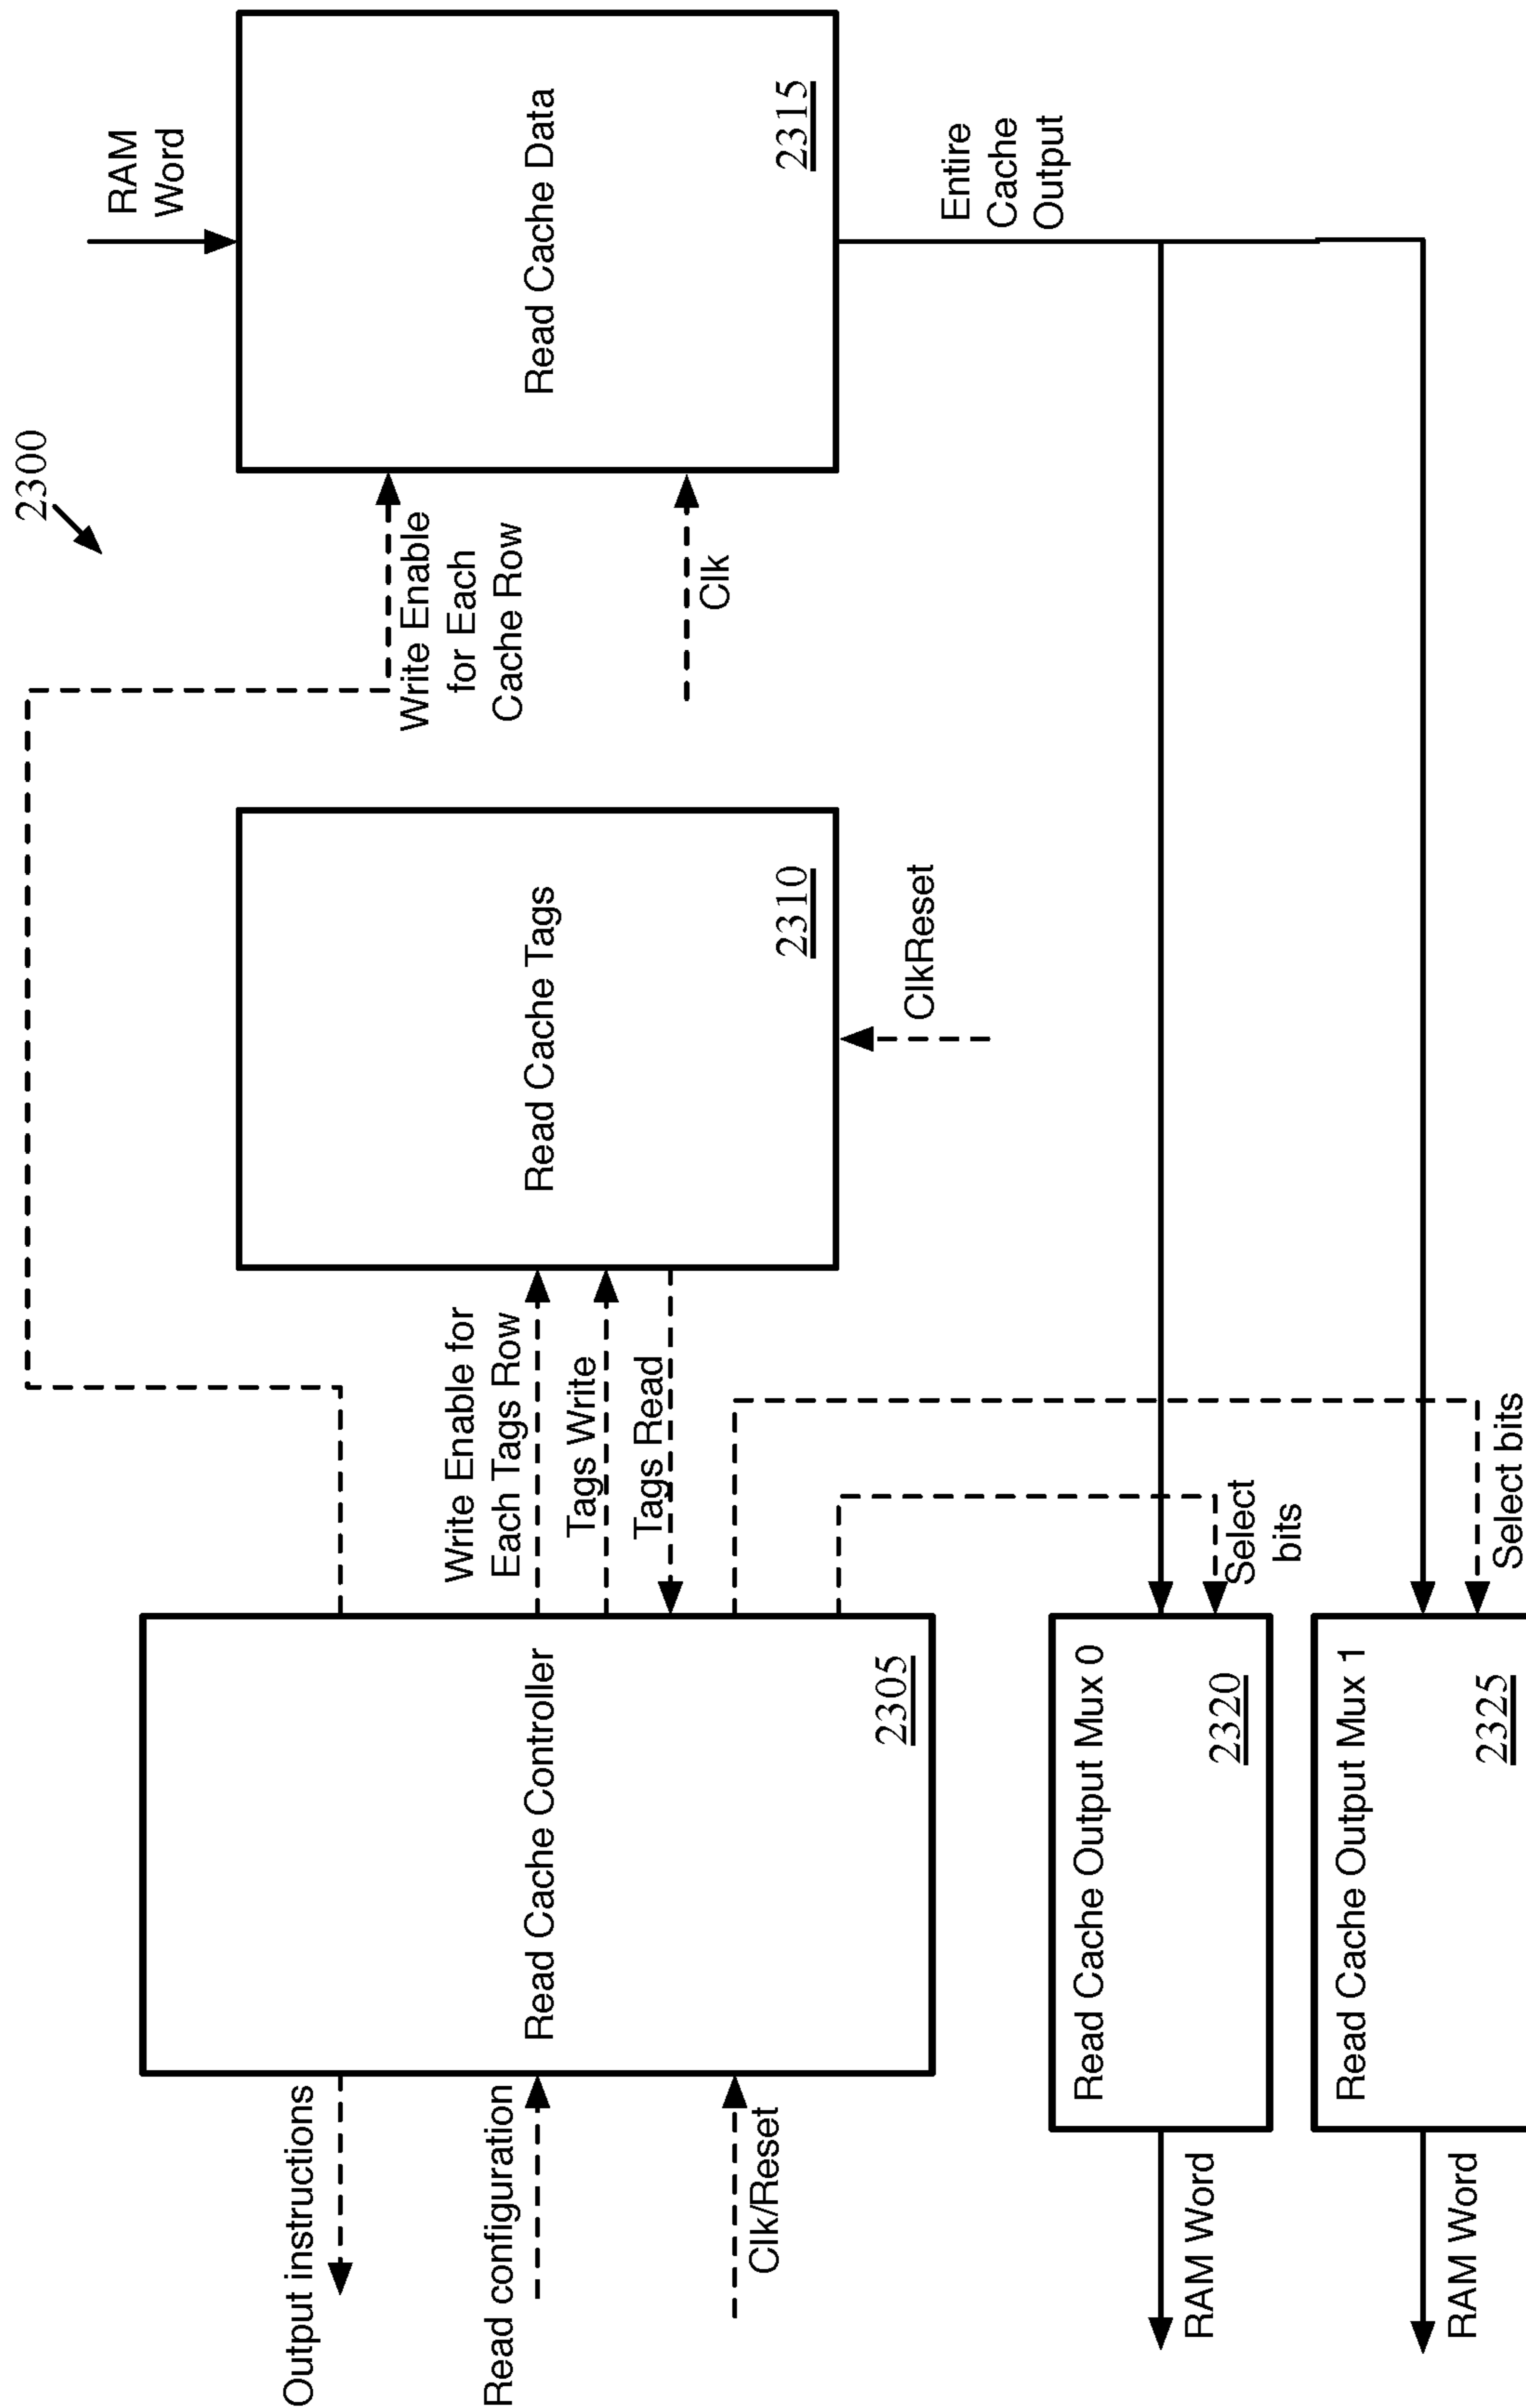 2300
RAM
Word
Output instructions
Write Enable
for Each
Cache Row
Write Enable for
Each Tags Row
Read configuration
Read Cache Controller
Read Cache Tags
Read Cache Data
Tags Write
Tags Read
Clk
Clk/Reset
2305
2310
2315
ClkReset
Entire
Cache
Output
Read Cache Output Mux 0
RAM Word
2320
Select
bits
Read Cache Output Mux 1
RAM Word
2325
Select bits